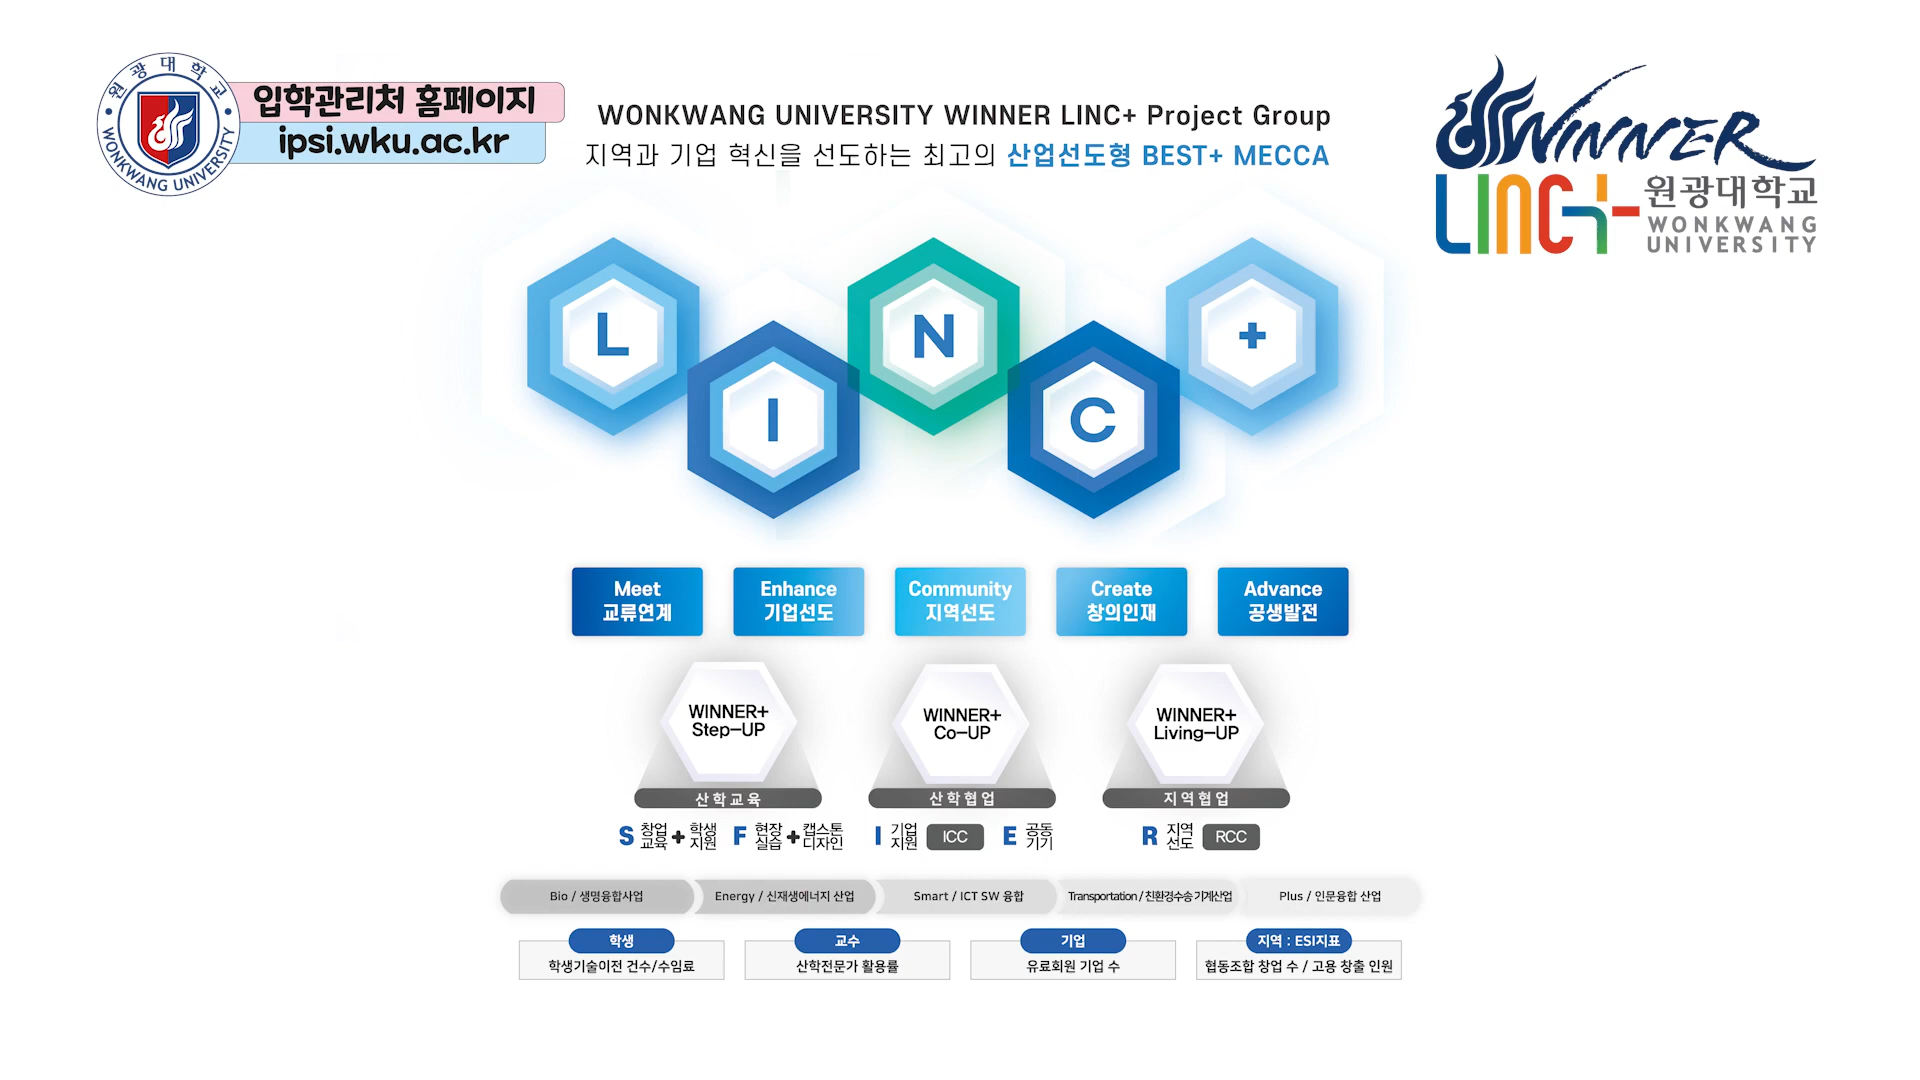 원광대학교
WONKWANG UNIVERSITY
입학관리처 홈페이지
ipsi.wku.ac.kr
WONKWANG UNIVERSITY WINNER LINC+ Project Group
지역과 기업 혁신을 선도하는 최고의 산업선도형 BEST+ MECCA
WINNER
LINC+
원광대학교
WONKWANG
UNIVERSITY
L
I
N
C
+
Meet
교류연계
Enhance
기업선도
Community
지역선도
Create
창의인재
Advance
공생발전
WINNER+
Step-UP
산학교육
WINNER+
Co-UP
산학협업
WINNER+
Living-UP
지역협업
S 창업교육 + 학생지원
F 현장실습 + 캡스톤디자인
I 기업지원 ICC
E 공동기기
R 지역선도 RCC
Bio / 생명융합사업
Energy / 신재생에너지 산업
Smart / ICT SW 융합
Transportation / 친환경수송기계산업
Plus / 인문융합 산업
학생
학생기술이전 건수/수임료
교수
산학전문가 활용률
기업
유료회원 기업 수
지역 : ESI지표
협동조합 창업 수 / 고용 창출 인원